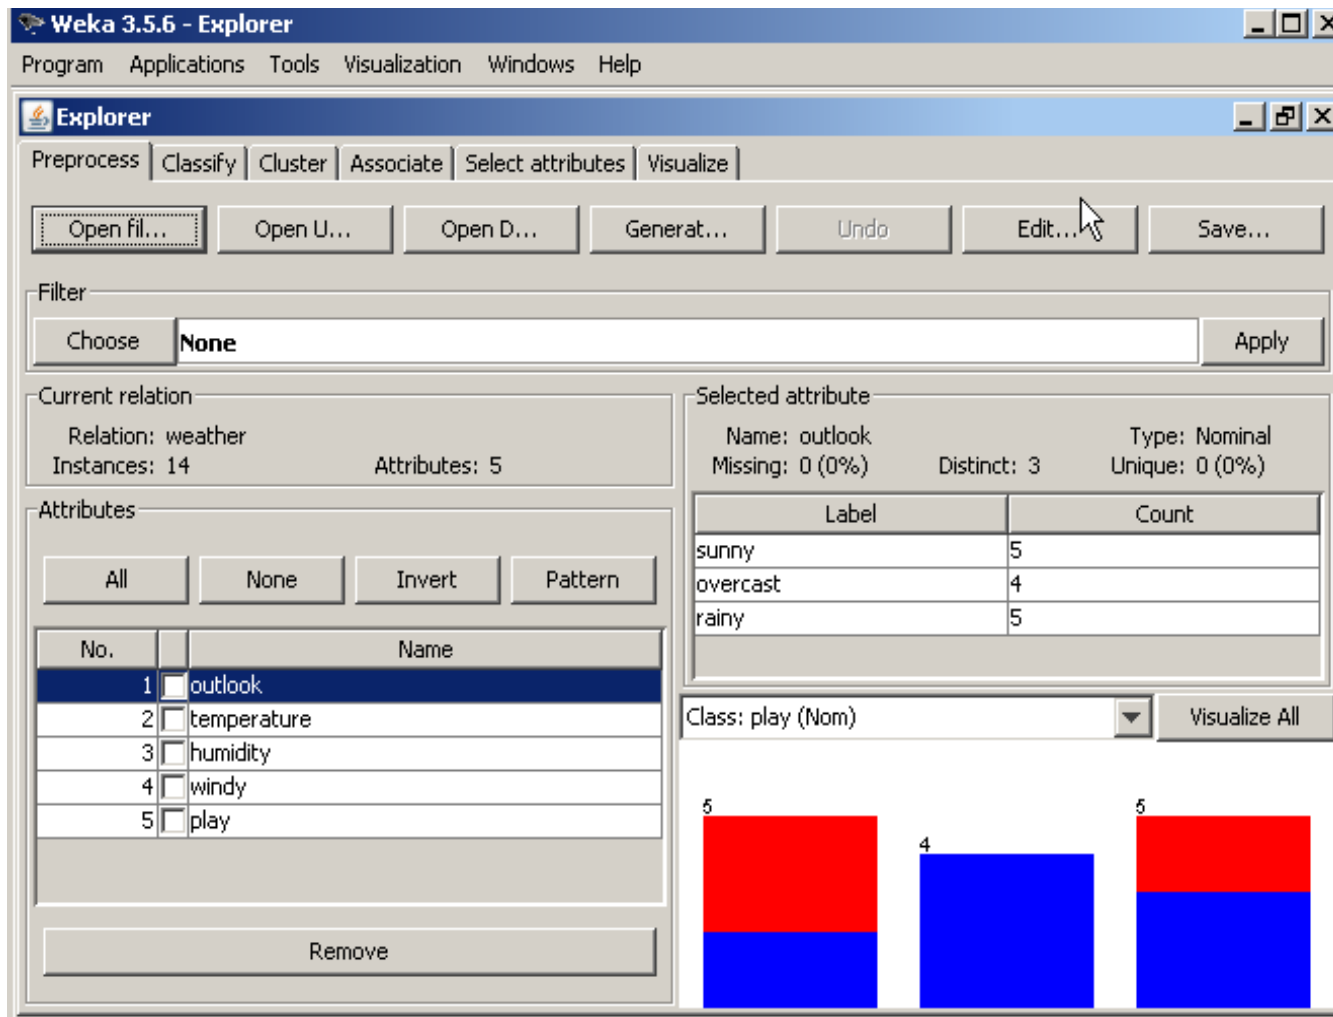 Weka 3.5.6 - Explorer
Program Applications Tools Visualization Windows Help
Explorer
Preprocess Classify Cluster Associate Select attributes Visualize
Open fil... Open U... Open D... Generat... Undo Edit... Save...
Filter
Choose None Apply
Current relation
Relation: weather
Instances: 14 Attributes: 5
Selected attribute
Name: outlook Type: Nominal
Missing: 0 (0%) Distinct: 3 Unique: 0 (0%)
Label Count
sunny 5
overcast 4
rainy 5
Attributes
All None Invert Pattern
No. Name
1 outlook
2 temperature
3 humidity
4 windy
5 play
Remove
Class: play (Nom) Visualize All
5 4 5